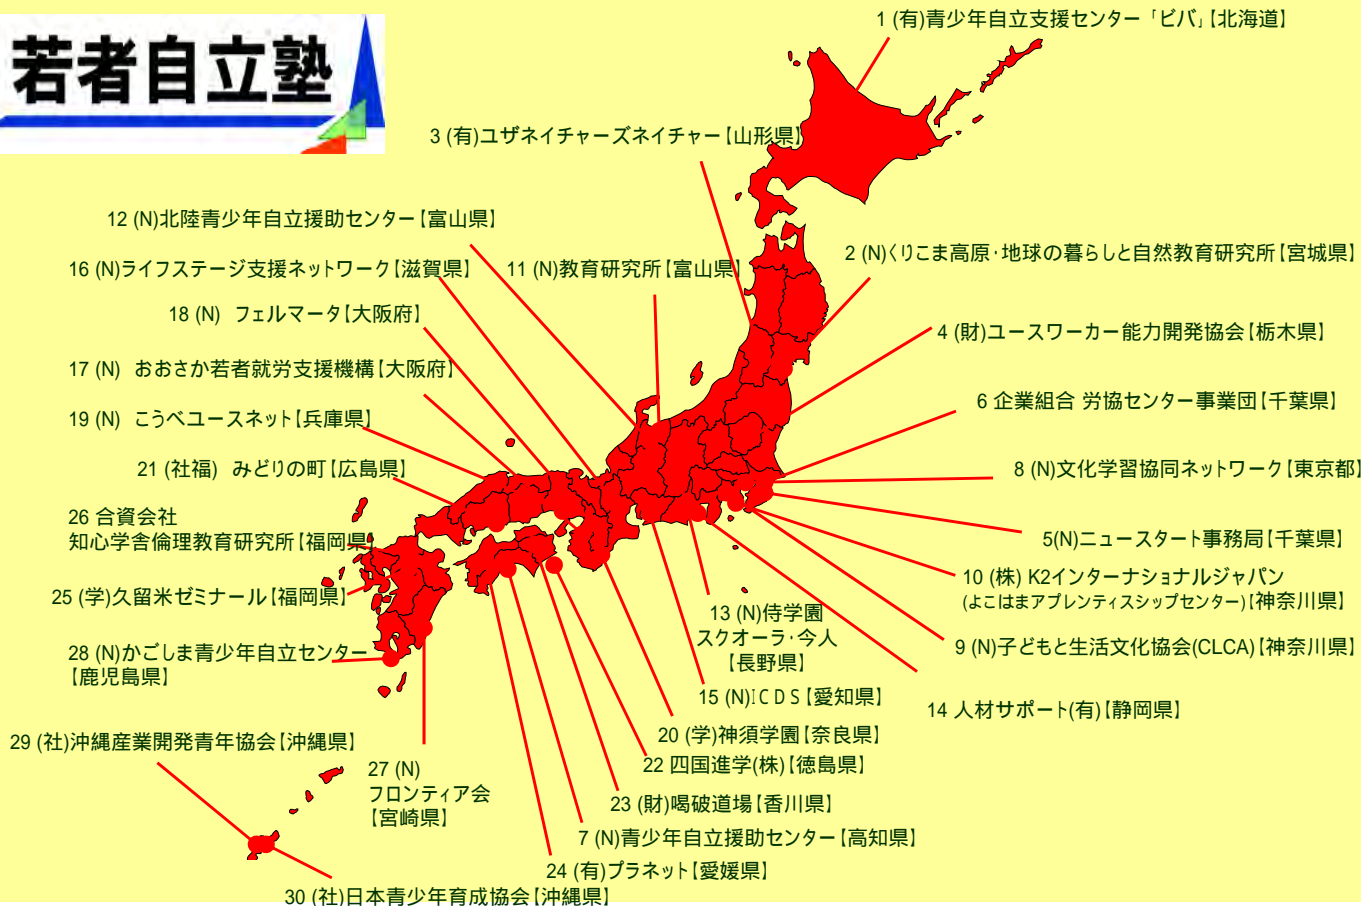 若者自立塾
1 (有)青少年自立支援センター「ビバ」【北海道】
3 (有)ユザネイチャーズネイチャー【山形県】
12 (N)北陸青少年自立援助センター【富山県】
2 (N)くりこま高原・地球の暮らしと自然教育研究所【宮城県】
16 (N)ライフステージ支援ネットワーク【滋賀県】
11 (N)教育研究所【富山県】
18 (N) フェルマータ【大阪府】
4 (財)ユースワーカー能力開発協会【栃木県】
17 (N) おおさか若者就労支援機構【大阪府】
6 企業組合 労協センター事業団【千葉県】
19 (N) こうべユースネット【兵庫県】
21 (社福) みどりの町【広島県】
8 (N)文化学習協同ネットワーク【東京都】
26 合資会社
知心学舎倫理教育研究所【福岡県】
5(N)ニュースタート事務局【千葉県】
10 (株) K2インターナショナルジャパン
(よこはまアプレンティスシップセンター)【神奈川県】
25 (学)久留米ゼミナール【福岡県】
13 (N)侍学園
スクオーラ・今人
【長野県】
9 (N)子どもと生活文化協会(CLCA)【神奈川県】
28 (N)かごしま青少年自立センター
【鹿児島県】
15 (N)ICDS【愛知県】
14 人材サポート(有)【静岡県】
20 (学)神須学園【奈良県】
29 (社)沖縄産業開発青年協会【沖縄県】
22 四国進学(株)【徳島県】
27 (N)
フロンティア会
【宮崎県】
23 (財)喝破道場【香川県】
7 (N)青少年自立援助センター【高知県】
24 (有)プラネット【愛媛県】
30 (社)日本青少年育成協会【沖縄県】